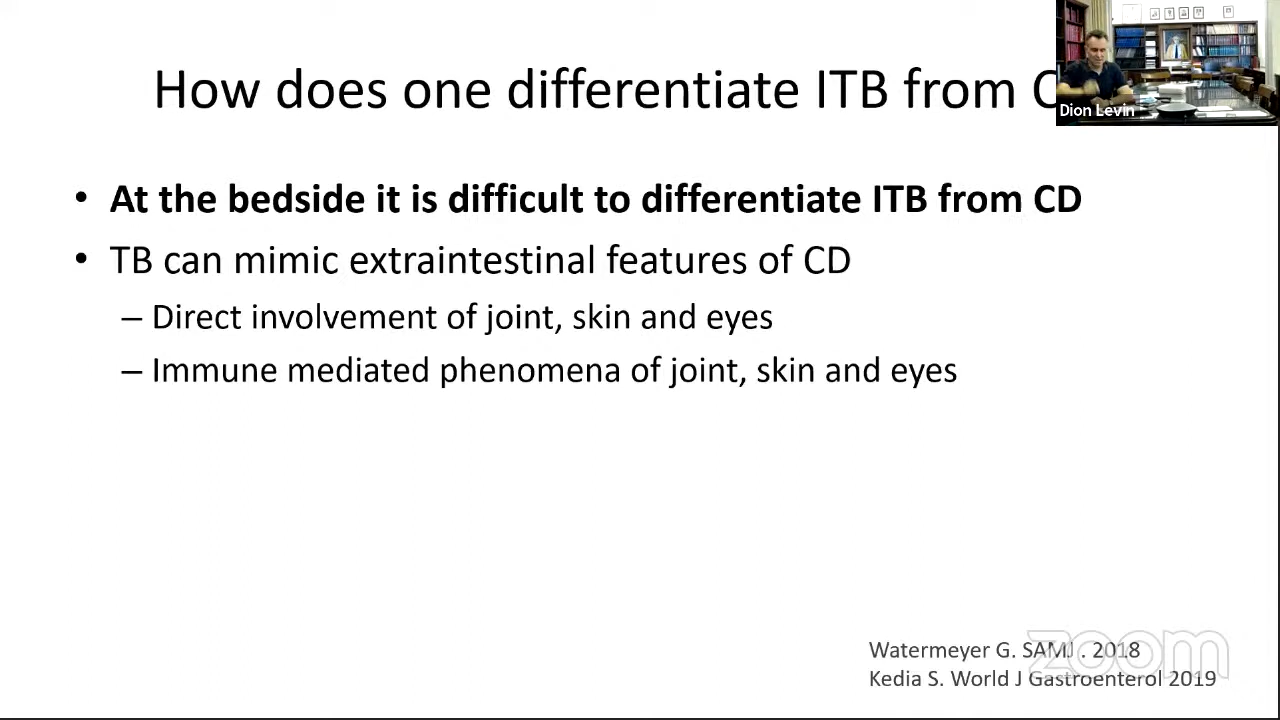 How does one differentiate ITB from
Dion Levin
• At the bedside it is difficult to differentiate ITB from CD
• TB can mimic extraintestinal features of CD
– Direct involvement of joint, skin and eyes
– Immune mediated phenomena of joint, skin and eyes
Watermeyer G. SAMJ . 2018
Kedia S. World J Gastroenterol 2019
zoom